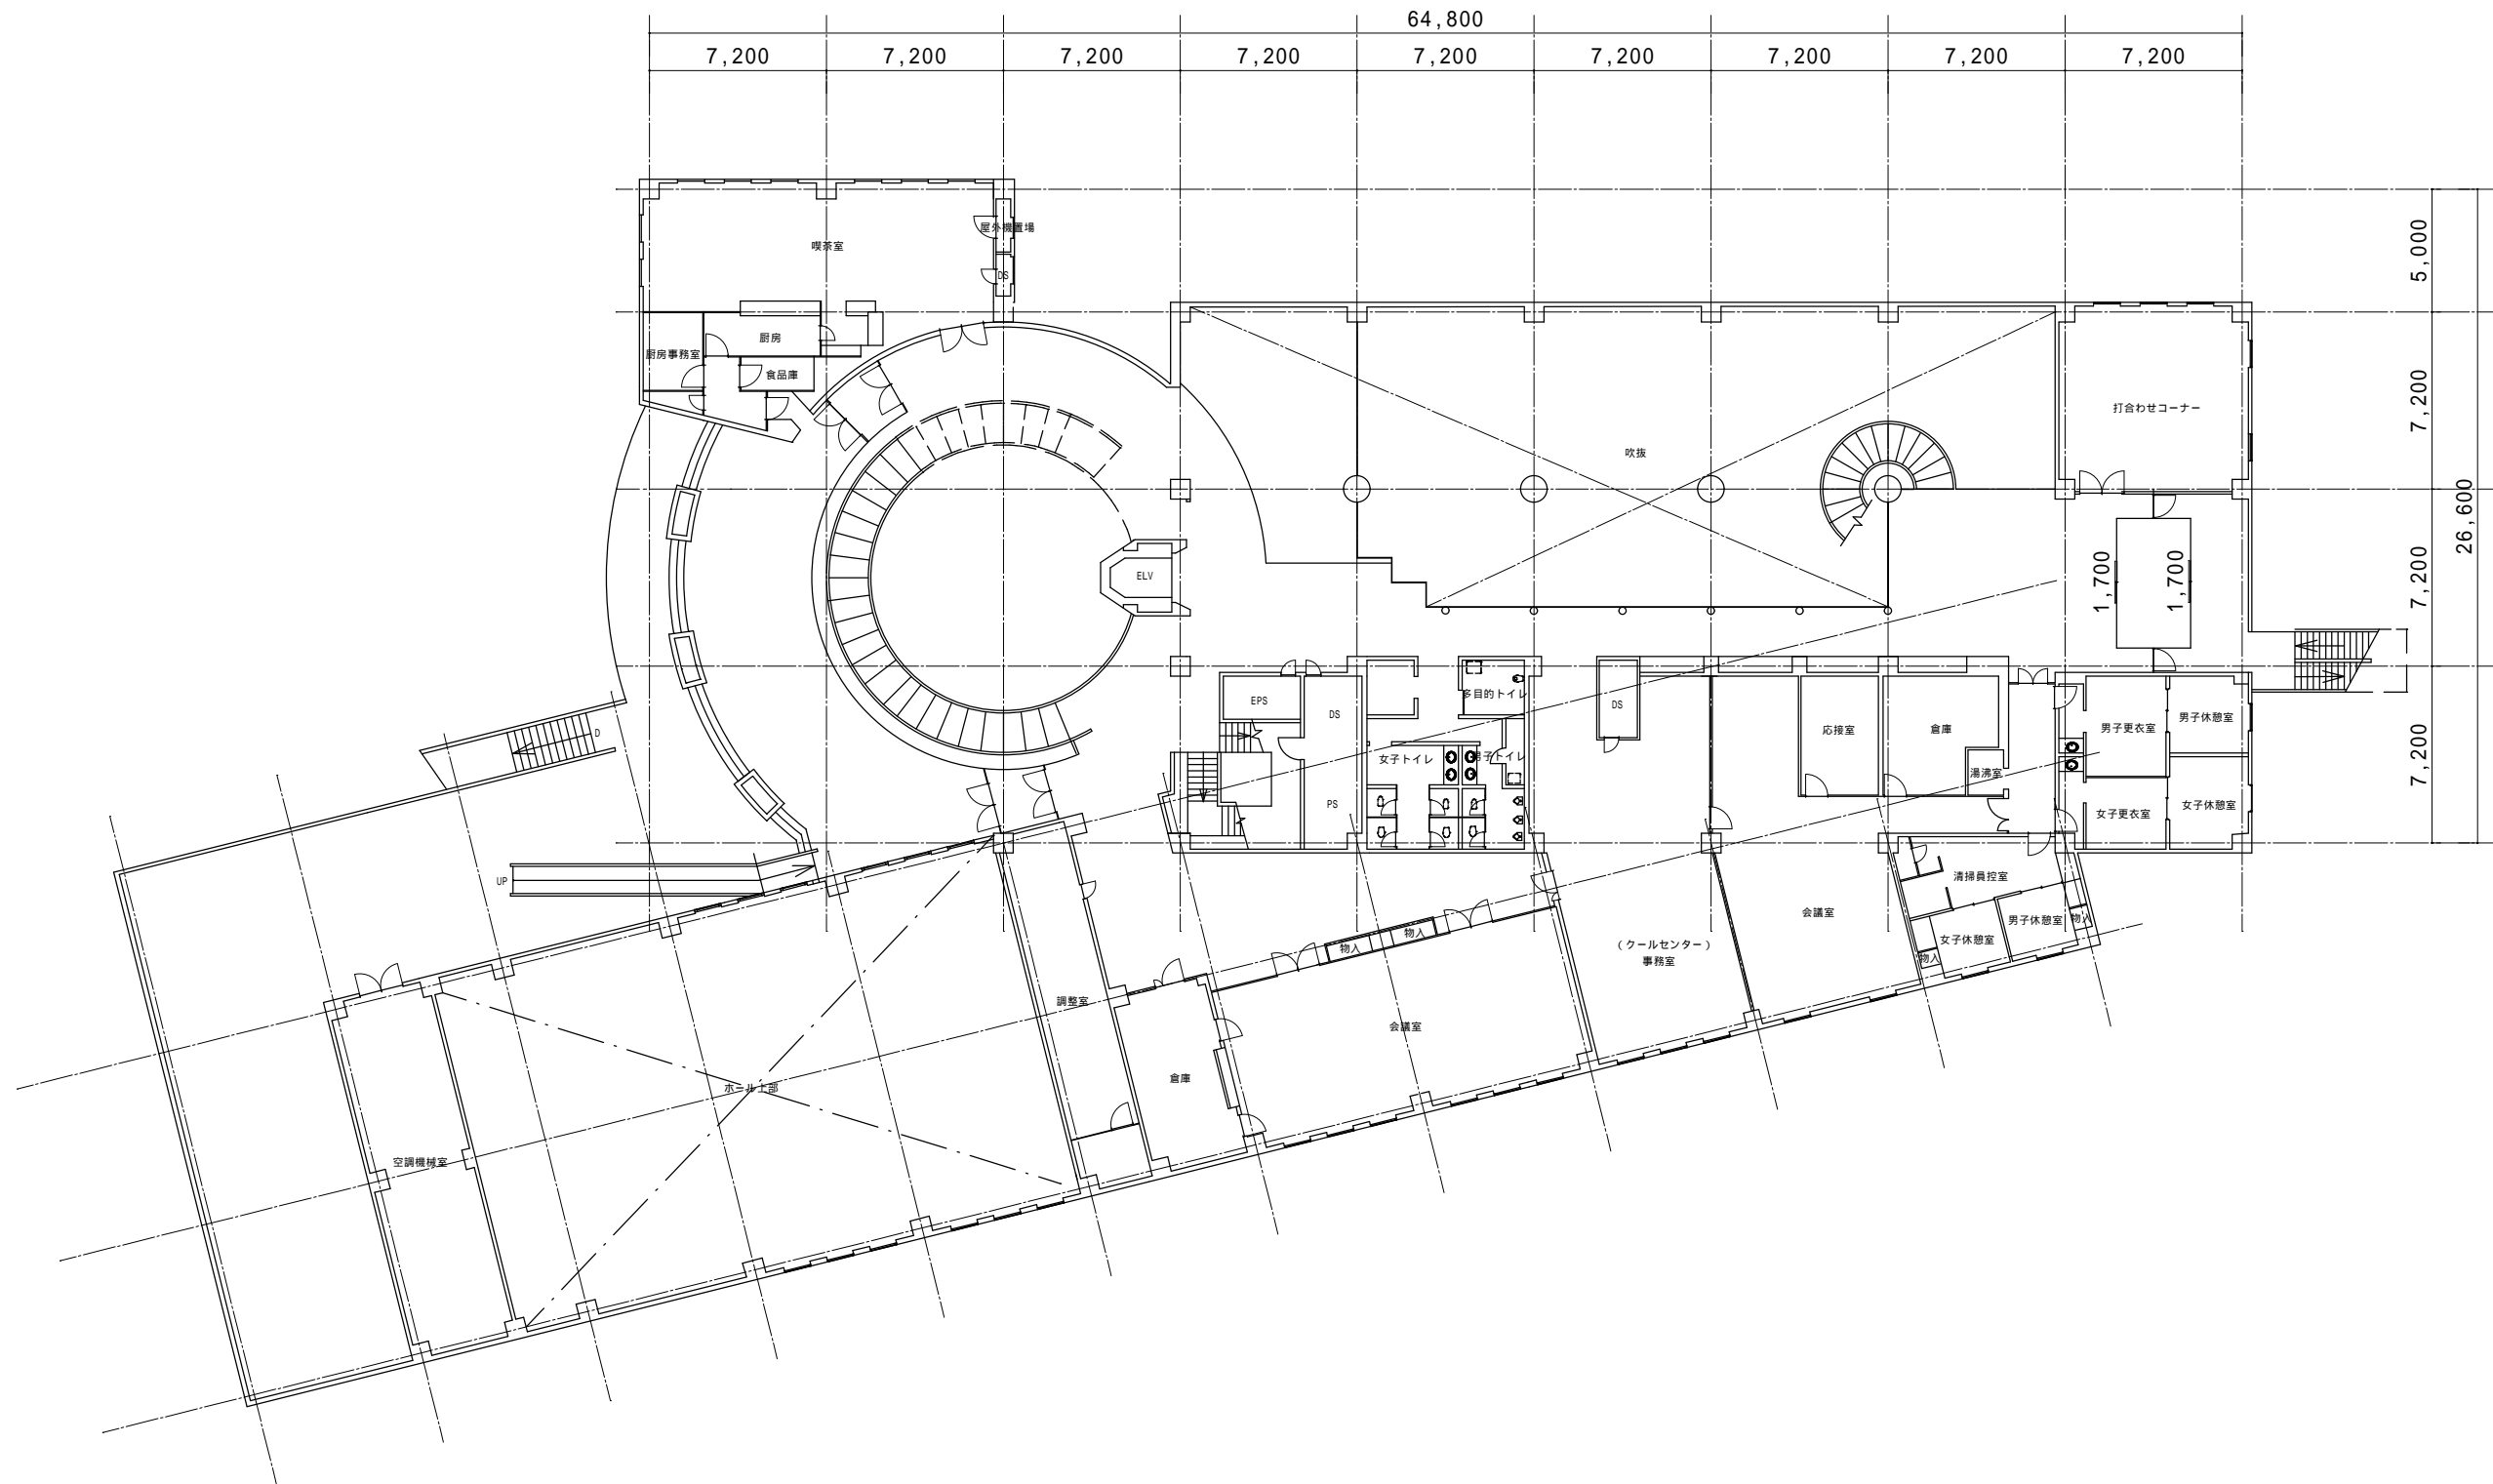 64,800
7,200
7,200
7,200
7,200
7,200
7,200
7,200
7,200
7,200
屋外機置場
喫茶室
DS
5,000
厨房
厨房事務室
食品庫
7,200
打合わせコーナー
吹抜
26,600
ELV
1,700
1,700
7,200
EPS
DS
多目的トイレ
DS
男子更衣室
男子休憩室
応接室
倉庫
D
女子トイレ
男子トイレ
湯沸室
7,200
PS
女子更衣室
女子休憩室
UP
清掃員控室
会議室
男子休憩室
物入
物入
物入
女子休憩室
(クールセンター)
事務室
物入
調整室
会議室
倉庫
ホール上部
空調機械室